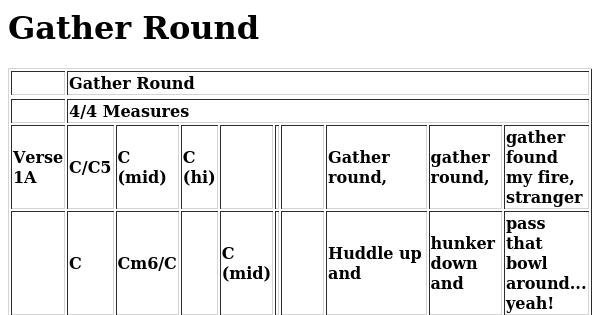 Gather Round
Gather Round
4/4 Measures
Verse 1A C/C5 C (mid) C (hi) Gather round, gather round, gather found my fire, stranger
C Cm6/C C (mid) Huddle up and hunker down and pass that bowl around... yeah!